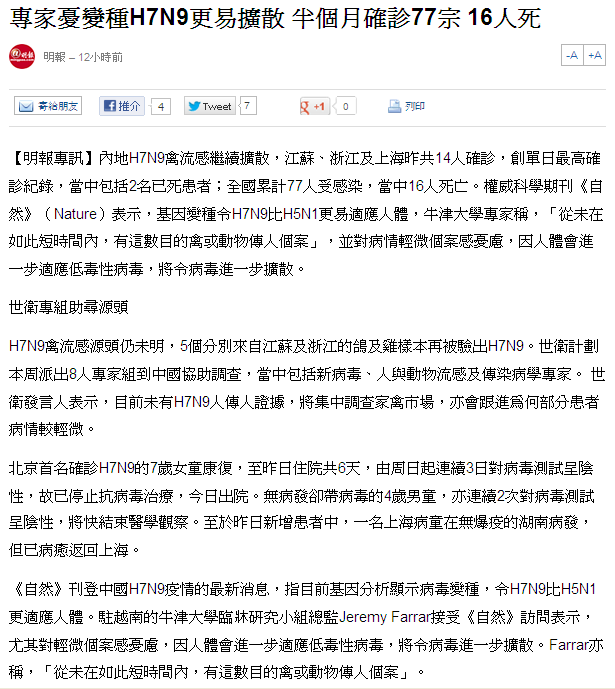 專家憂變種H7N9更易擴散 半個月確診77宗 16人死
明報 – 12小時前
-A +A
寄給朋友 推介 4 Tweet 7 +1 0 列印
【明報專訊】內地H7N9禽流感繼續擴散，江蘇、浙江及上海昨共14人確診，創單日最高確
診紀錄，當中包括2名已死患者；全國累計77人受感染，當中16人死亡。權威科學期刊《自
然》（Nature）表示，基因變種令H7N9比H5N1更易適應人體，牛津大學專家稱，「從未在
如此短時間內，有這數目的禽或動物傳人個案」，並對病情輕微個案感憂慮，因人體會進
一步適應低毒性病毒，將令病毒進一步擴散。
世衛專組助尋源頭
H7N9禽流感源頭仍未明，5個分別來自江蘇及浙江的鴿及雞樣本再被驗出H7N9。世衛計劃
本周派出8人專家組到中國協助調查，當中包括新病毒、人與動物流感及傳染病學專家。 世
衛發言人表示，目前未有H7N9人傳人證據，將集中調查家禽市場，亦會跟進為何部分患者
病情較輕微。
北京首名確診H7N9的7歲女童康復，至昨日住院共6天，由周日起連續3日對病毒測試呈陰
性，故已停止抗病毒治療，今日出院。無病發卻帶病毒的4歲男童，亦連續2次對病毒測試
呈陰性，將快結束醫學觀察。至於昨日新增患者中，一名上海病童在無爆疫的湖南病發，
但已病癒返回上海。
《自然》刊登中國H7N9疫情的最新消息，指目前基因分析顯示病毒變種，令H7N9比H5N1
更適應人體。駐越南的牛津大學臨牀研究小組總監Jeremy Farrar接受《自然》訪問表示，
尤其對輕微個案感憂慮，因人體會進一步適應低毒性病毒，將令病毒進一步擴散。Farrar亦
稱，「從未在如此短時間內，有這數目的禽或動物傳人個案」。